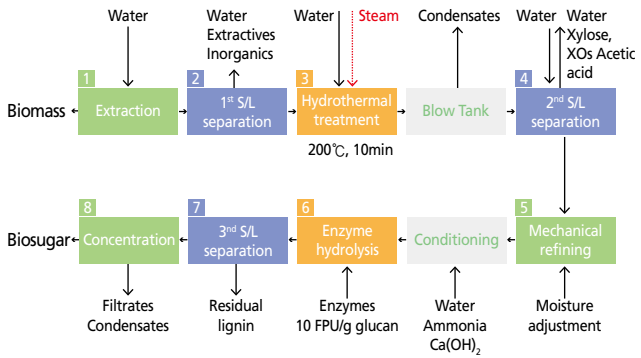 Water
Water
Extractives
Inorganics
Water
Steam
Condensates
Water
Water
Xylose,
XOs Acetic
acid
1
2
3
4
Biomass
Extraction
1st S/L
separation
Hydrothermal
treatment
Blow Tank
2nd S/L
separation
200℃, 10min
8
7
6
5
Biosugar
Concentration
3nd S/L
separation
Enzyme
hydrolysis
Conditioning
Mechanical
refining
Filtrates
Condensates
Residual
lignin
Enzymes
10 FPU/g glucan
Water
Ammonia
Ca(OH)2
Moisture
adjustment